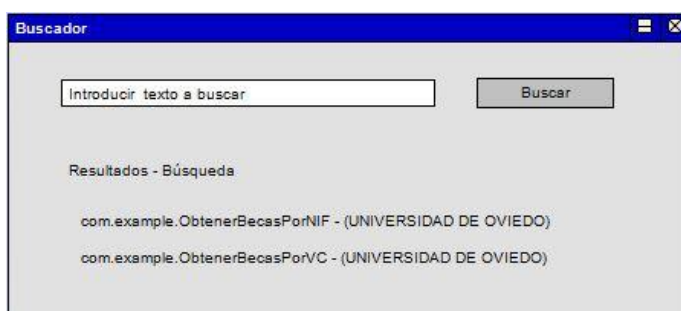 Buscador
Introducir texto a buscar
Buscar
Resultados - Búsqueda
com.example.ObtenerBecasPorNIF - (UNIVERSIDAD DE OVIEDO)
com.example.ObtenerBecasPorVC - (UNIVERSIDAD DE OVIEDO)